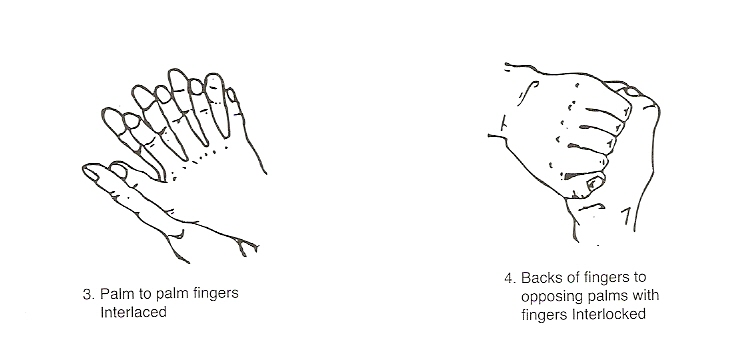 3. Palm to palm fingers
Interlaced
4. Backs of fingers to
opposing palms with
fingers Interlocked